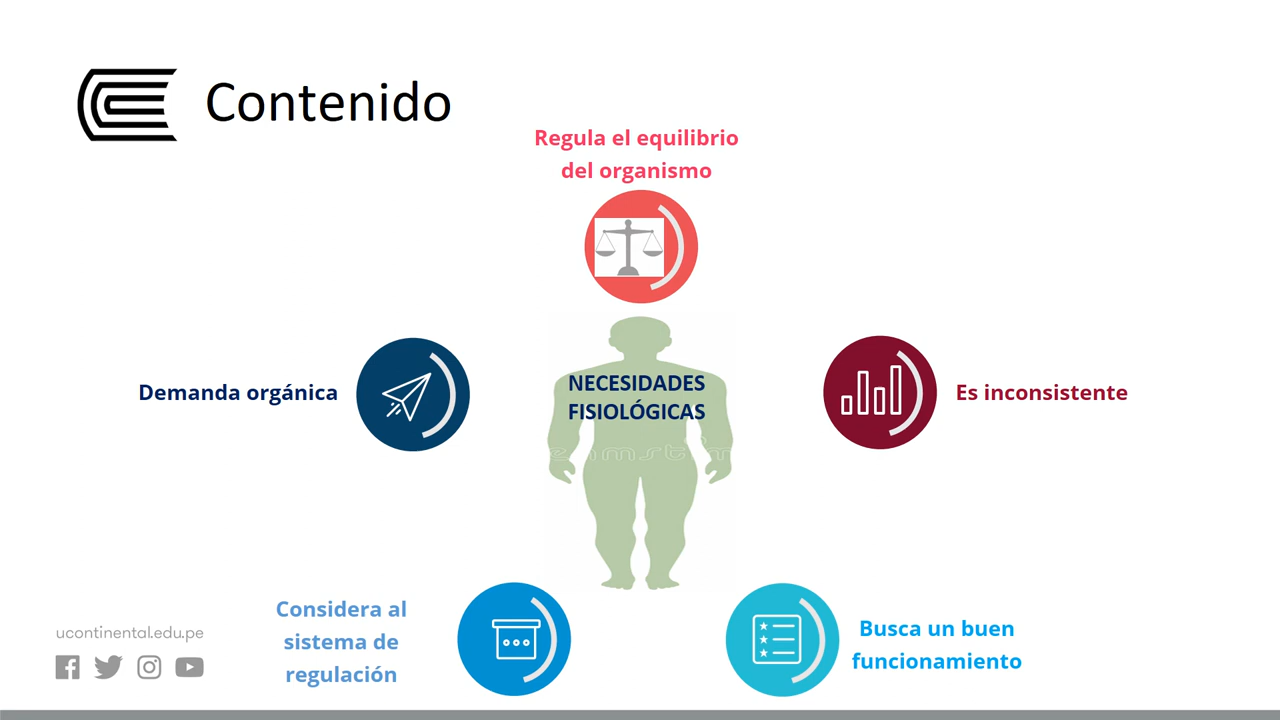 Contenido
Regula el equilibrio
del organismo
NECESIDADES
FISIOLÓGICAS
Demanda orgánica
Es inconsistente
Considera al
sistema de
regulación
Busca un buen
funcionamiento
ucontinental.edu.pe